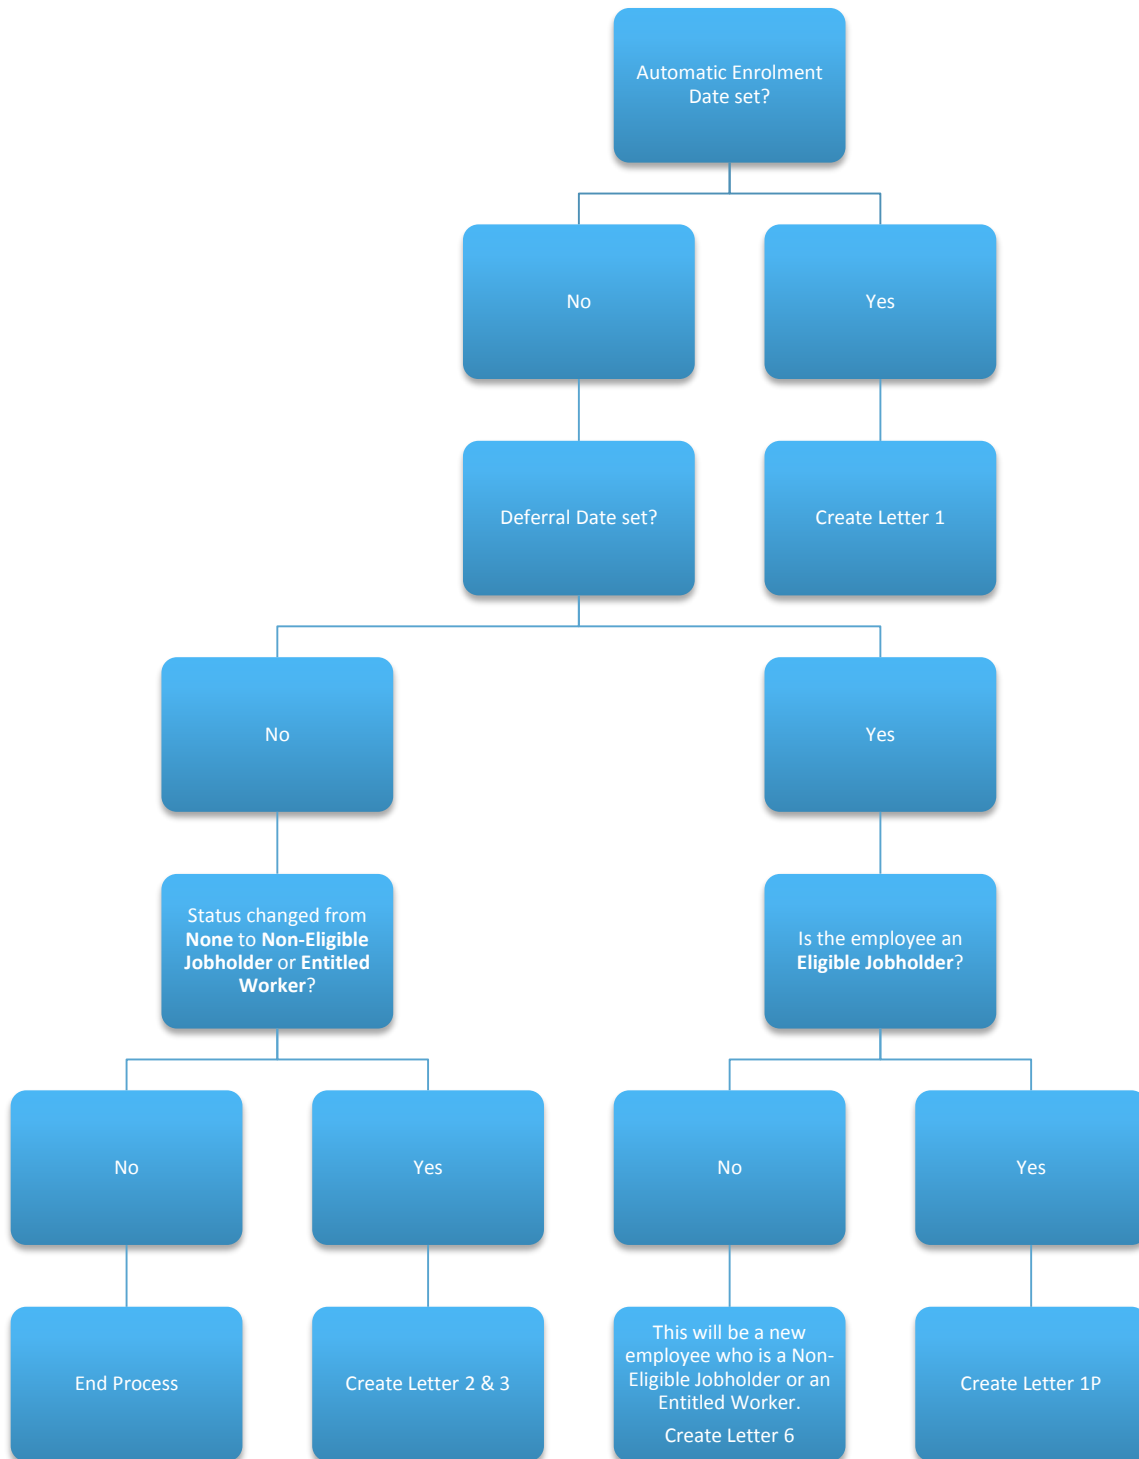 Automatic Enrolment
Date set?
No
Yes
Deferral Date set?
Create Letter 1
No
Yes
Status changed from
None to Non-Eligible
Jobholder or Entitled
Worker?
Is the employee an
Eligible Jobholder?
No
Yes
No
Yes
End Process
Create Letter 2 & 3
This will be a new
employee who is a Non-
Eligible Jobholder or an
Entitled Worker.
Create Letter 6
Create Letter 1P